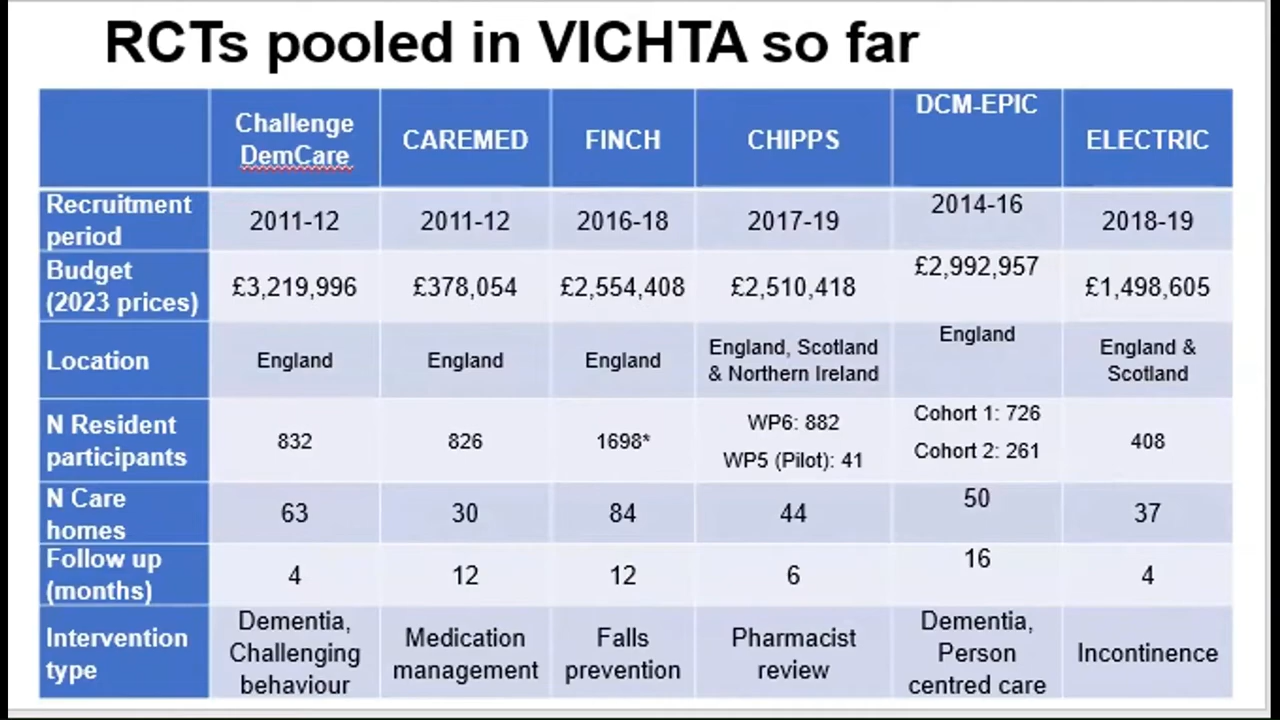 RCTs pooled in VICHTA so far
Challenge
DemCare
CAREMED
FINCH
CHIPPS
DCM-EPIC
ELECTRIC
Recruitment
period
2011-12
2011-12
2016-18
2017-19
2014-16
2018-19
Budget
(2023 prices)
£3,219,996
£378,054
£2,554,408
£2,510,418
£2,992,957
£1,498,605
Location
England
England
England
England, Scotland
& Northern Ireland
England
England &
Scotland
N Resident
participants
832
826
1698*
WP6: 882
WP5 (Pilot): 41
Cohort 1: 726
Cohort 2: 261
408
N Care
homes
63
30
84
44
50
37
Follow up
(months)
4
12
12
6
16
4
Intervention
type
Dementia,
Challenging
behaviour
Medication
management
Falls
prevention
Pharmacist
review
Dementia,
Person
centred care
Incontinence